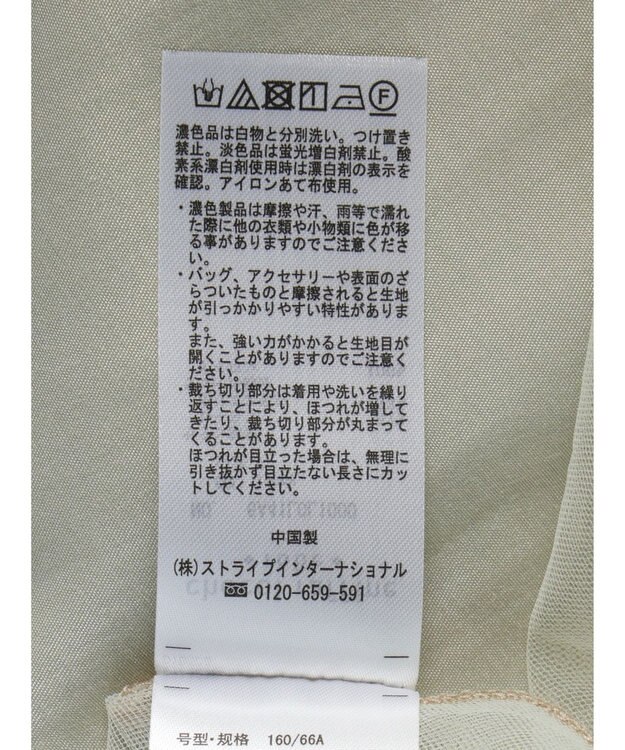 濃色品は白物と分別洗い。つけ置き
禁止。淡色品は蛍光増白剤禁止。酸
素系漂白剤使用時は漂白剤の表示を
確認。アイロンあて布使用。
・濃色製品は摩擦や汗、雨等で濡れ
た際に他の衣類や小物類に色が移
る事がありますのでご注意くださ
い。
・バッグ、アクセサリーや表面のざ
らついたものと摩擦されると生地
が引っかかりやすい特性がありま
す。
また、強い力がかかると生地目が
開くことがありますのでご注意く
ださい。
・裁ち切り部分は着用や洗いを繰り
返すことにより、ほつれが増して
きたり、裁ち切り部分が丸まって
くることがあります。
ほつれが目立った場合は、無理に
引き抜かず目立たない長さにカッ
トしてください。
中国製
(株)ストライプインターナショナル
0120-659-591
号型·规格 160/66A